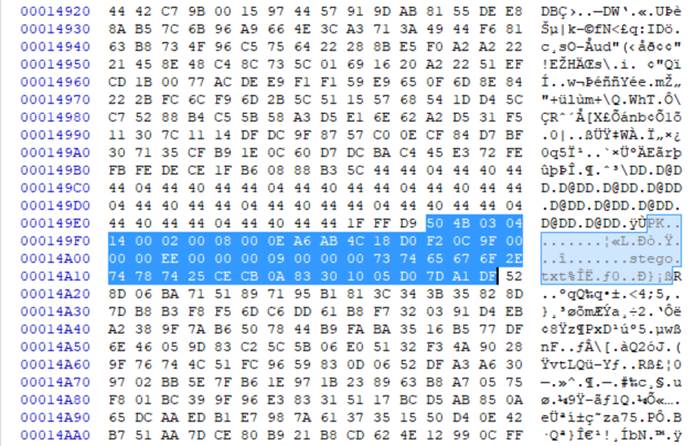 00014920 44 42 C7 9B 00 15 97 44 57 91 9D AB 81 55 DE E8 DBÇ›..—DW‘.«.UÞè
00014930 8A B5 7C 6B 96 A9 66 4E 3C A3 71 3A 49 44 F6 81 Šµ|k–©fN<£q:IDö.
00014940 63 B8 73 4F 96 C5 75 64 22 28 8B E5 F0 A2 A2 22 c¸sO–Åud"(‹åð¢¢"
00014950 21 45 8E 48 C4 8C 73 5C 01 69 16 20 A2 22 51 EF !EŽHÄŒs\.i. ¢"Qï
00014960 CD 1B 00 77 AC DE E9 F1 F1 59 E9 65 0F 6D 8E 84 Í..w¬ÞéññYée.mŽ„
00014970 22 2B FC 6C F9 6D 2B 5C 51 15 57 68 54 1D D4 5C "+ülùm+\Q.WhT.Ô\
00014980 C7 52 88 B4 C5 5B 58 A3 D5 E1 6E 62 A2 D5 31 F5 ÇRˆ´Å[X£Õánb¢Õ1õ
00014990 11 30 7C 11 14 DF DC 9F 87 57 C0 0E CF 84 D7 BF .0|..ßÜŸ‡WÀ.Ï„×¿
000149A0 30 71 35 CF B9 1E 0C 60 D7 DC BA C4 45 E3 72 FE 0q5Ï¹..`×ÜºÄEãrþ
000149B0 FB FE DE CE 1F B6 08 88 B3 5C 44 44 04 40 44 04 ûþÞÎ.¶.ˆ³\DD.@D.
000149C0 44 04 40 44 04 40 44 04 40 44 04 40 44 04 40 44 D.@D.@D.@D.@D.@D
000149D0 04 40 44 04 40 44 04 40 44 04 40 44 04 40 44 04 .@D.@D.@D.@D.@D.
000149E0 44 40 44 04 40 44 04 40 44 1F FF D9 50 4B 03 04 @DD.@DD.@D.ÿÙPK..
000149F0 14 00 02 00 08 00 0E A6 AB 4C 18 D0 F2 0C 9F 00 .......¦«L.Ðò.Ÿ.
00014A00 00 00 EE 00 00 00 09 00 00 00 73 74 65 67 6F 2E ..î.......stego.
00014A10 74 78 74 25 CE CB 0A 83 30 10 05 D0 7D A1 DF 52 txt%ÎË.ƒ0..Ð}¡ßR
00014A20 8D 06 BA 71 51 89 71 95 B1 81 3C 34 3B 35 82 8D ..ºqQ‰q•±.<4;5‚.
00014A30 7D B8 B3 F8 F5 6D C6 DD 61 B8 F7 32 03 91 D4 EB }¸³øõmÆÝa¸÷2.‘Ôë
00014A40 A2 38 9F 7A B6 50 78 44 B9 FA BA 35 16 B5 77 DF ¢8Ÿz¶PxD¹úº5.µwß
00014A50 6E 46 05 9D 83 C2 5C 5B 06 E0 51 32 F3 4A 90 28 nF..ƒÂ\[.àQ2óJ.(
00014A60 9F 76 74 4C 51 FC 96 59 83 0D 06 52 DF A3 A6 30 ŸvtLQü–Yƒ..Rß£¦0
00014A70 97 02 BB 5E 7F B6 1E 97 1B 23 89 63 B8 A7 05 75 —.»^.¶.—.#‰c¸§.u
00014A80 F8 01 BC 39 9F 96 E3 83 31 51 17 BC D5 AB 85 0A ø.¼9Ÿ–ãƒ1Q.¼Õ«….
00014A90 65 DC AA ED B1 E7 98 7A 61 37 35 15 50 D4 0E 42 eÜªí±ç˜za75.PÔ.B
00014AA0 B7 51 AA 7D CE 80 B9 21 B8 CD 62 4E 12 99 0C FF ·Qª}Î€¹!¸ÍbN.™.ÿ